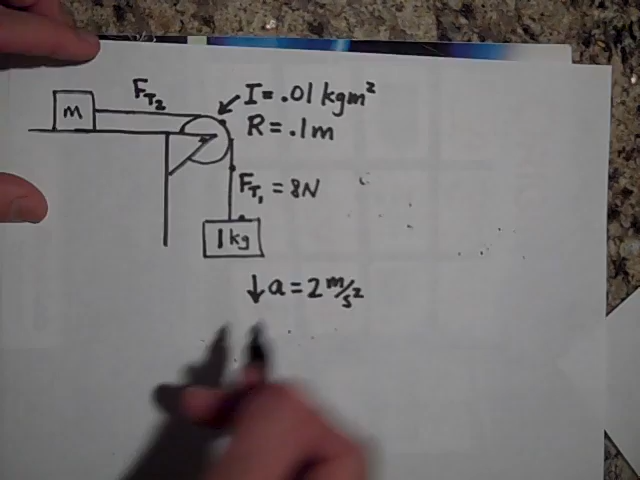 m
F_T₂
I = .01 kgm²
R = .1m
F_T₁ = 8N
1kg
↓ a = 2 m/s²